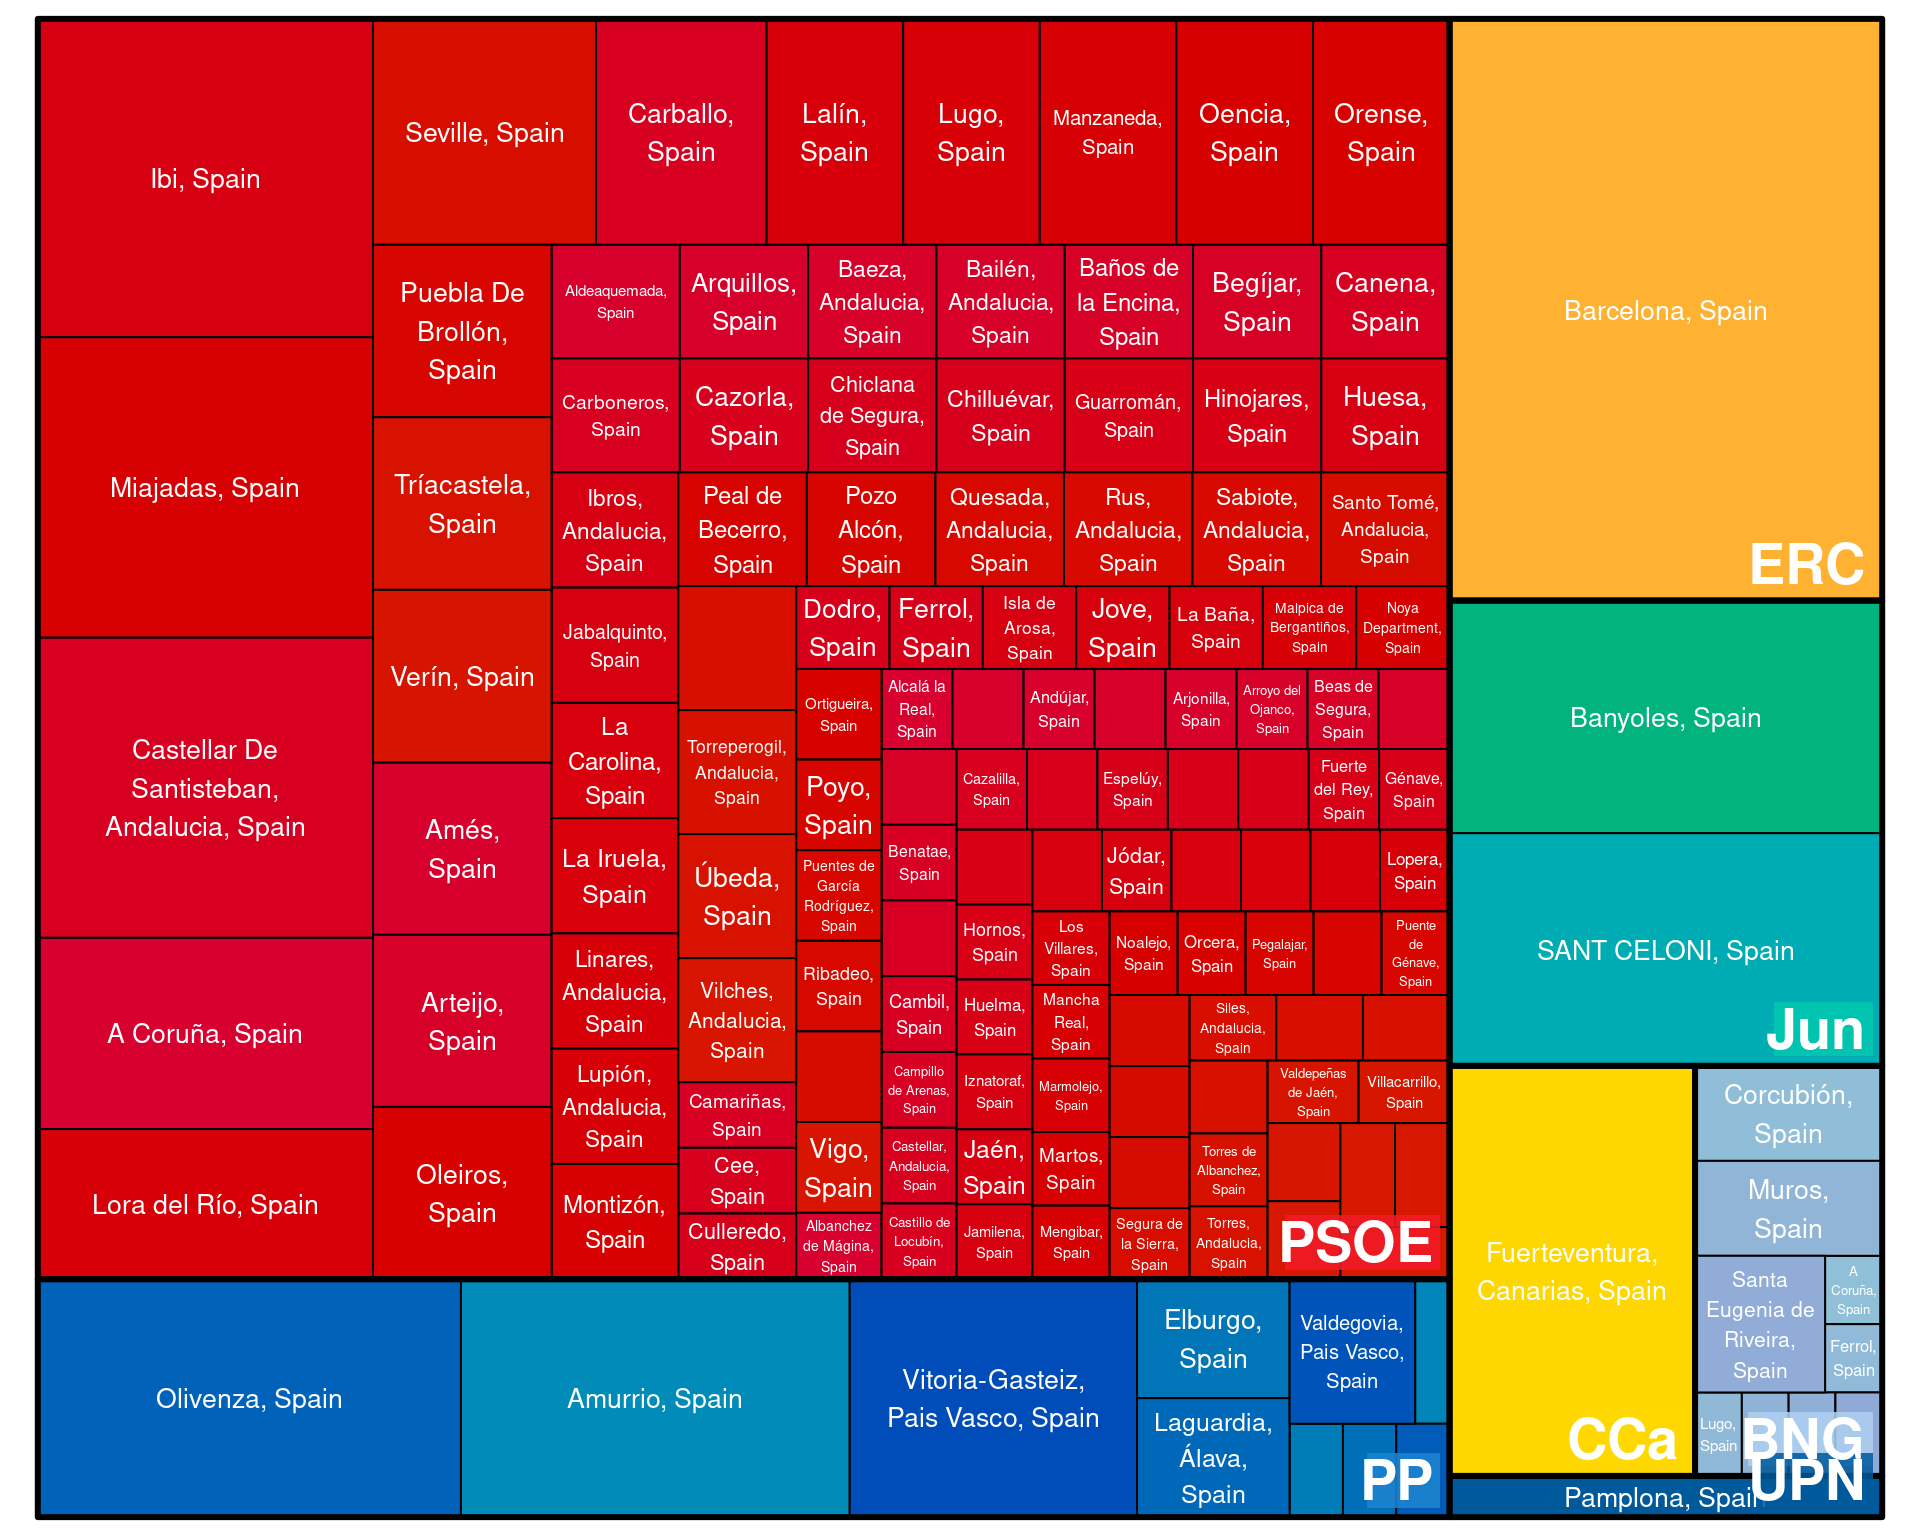 Ibi, Spain
Miajadas, Spain
Castellar De
Santisteban,
Andalucia, Spain
A Coruña, Spain
Lora del Río, Spain
Seville, Spain
Carballo,
Spain
Lalín,
Spain
Lugo,
Spain
Manzaneda,
Spain
Oencia,
Spain
Orense,
Spain
Puebla De
Brollón,
Spain
Tríacastela,
Spain
Verín, Spain
Amés,
Spain
Arteijo,
Spain
Oleiros,
Spain
Aldeaquemada,
Spain
Arquillos,
Spain
Baeza,
Andalucia,
Spain
Bailén,
Andalucia,
Spain
Baños de
la Encina,
Spain
Begíjar,
Spain
Canena,
Spain
Carboneros,
Spain
Cazorla,
Spain
Chiclana
de Segura,
Spain
Chilluévar,
Spain
Guarromán,
Spain
Hinojares,
Spain
Huesa,
Spain
Ibros,
Andalucia,
Spain
Peal de
Becerro,
Spain
Pozo
Alcón,
Spain
Quesada,
Andalucia,
Spain
Rus,
Andalucia,
Spain
Sabiote,
Andalucia,
Spain
Santo Tomé,
Andalucia,
Spain
Jabalquinto,
Spain
La
Carolina,
Spain
La Iruela,
Spain
Linares,
Andalucia,
Spain
Lupión,
Andalucia,
Spain
Montizón,
Spain
Torreperogil,
Andalucia,
Spain
Úbeda,
Spain
Vilches,
Andalucia,
Spain
Camariñas,
Spain
Cee,
Spain
Culleredo,
Spain
Dodro,
Spain
Ferrol,
Spain
Isla de
Arosa,
Spain
Jove,
Spain
La Baña,
Spain
Malpica de
Bergantiños,
Spain
Noya
Department,
Spain
Ortigueira,
Spain
Poyo,
Spain
Puentes de
García
Rodríguez,
Spain
Ribadeo,
Spain
Vigo,
Spain
Albanchez
de Mágina,
Spain
Alcalá la
Real,
Spain
Andújar,
Spain
Arjonilla,
Spain
Arroyo del
Ojanco,
Spain
Beas de
Segura,
Spain
Benatae,
Spain
Cambil,
Spain
Campillo
de Arenas,
Spain
Castellar,
Andalucia,
Spain
Castillo de
Locubín,
Spain
Cazalilla,
Spain
Espelúy,
Spain
Fuerte
del Rey,
Spain
Génave,
Spain
Hornos,
Spain
Huelma,
Spain
Iznatoraf,
Spain
Jaén,
Spain
Jamilena,
Spain
Jódar,
Spain
Lopera,
Spain
Los
Villares,
Spain
Mancha
Real,
Spain
Marmolejo,
Spain
Martos,
Spain
Mengibar,
Spain
Noalejo,
Spain
Orcera,
Spain
Pegalajar,
Spain
Puente
de
Génave,
Spain
Segura de
la Sierra,
Spain
Siles,
Andalucia,
Spain
Torres de
Albanchez,
Spain
Torres,
Andalucia,
Spain
Valdepeñas
de Jaén,
Spain
Villacarrillo,
Spain
PSOE
Olivenza, Spain
Amurrio, Spain
Vitoria-Gasteiz,
Pais Vasco, Spain
Elburgo,
Spain
Laguardia,
Álava,
Spain
Valdegovia,
Pais Vasco,
Spain
PP
Barcelona, Spain
ERC
Banyoles, Spain
SANT CELONI, Spain
Jun
Fuerteventura,
Canarias, Spain
CCa
Corcubión,
Spain
Muros,
Spain
Santa
Eugenia de
Riveira,
Spain
A
Coruña,
Spain
Ferrol,
Spain
Lugo,
Spain
BNG
Pamplona, Spain
UPN